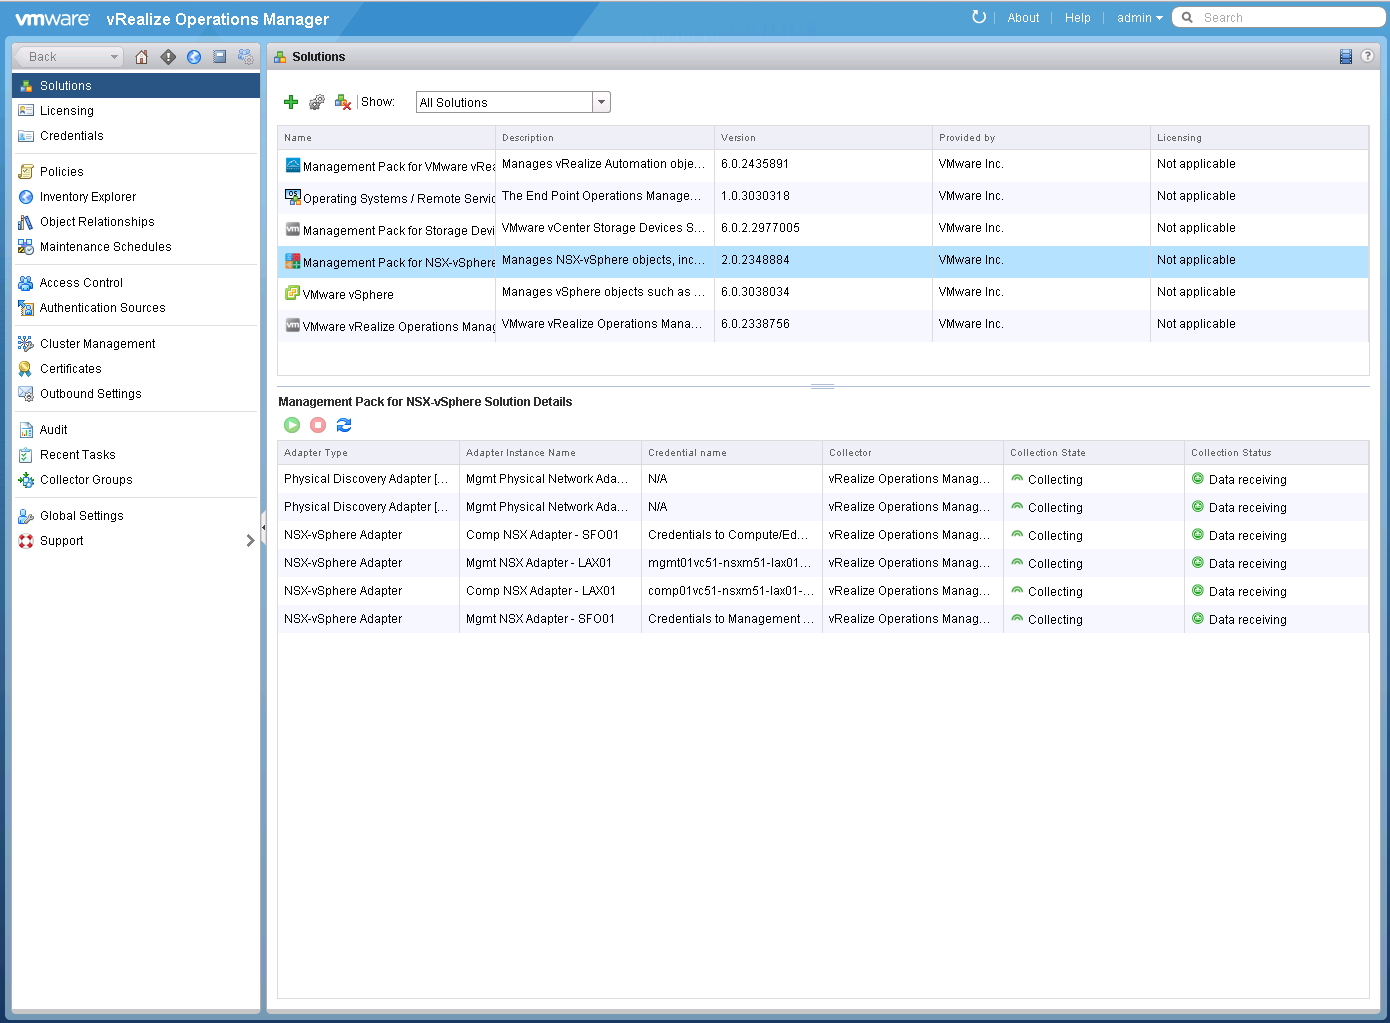 vmware vRealize Operations Manager About Help admin Search
Back Solutions
Solutions
Licensing
Credentials
Policies
Inventory Explorer
Object Relationships
Maintenance Schedules
Access Control
Authentication Sources
Cluster Management
Certificates
Outbound Settings
Audit
Recent Tasks
Collector Groups
Global Settings
Support
Show: All Solutions
Name Description Version Provided by Licensing
Management Pack for VMware vRea Manages vRealize Automation obje... 6.0.2435891 VMware Inc. Not applicable
OS Operating Systems / Remote Servic The End Point Operations Manage... 1.0.3030318 VMware Inc. Not applicable
vm Management Pack for Storage Devi VMware vCenter Storage Devices S... 6.0.2.2977005 VMware Inc. Not applicable
Management Pack for NSX-vSphere Manages NSX-vSphere objects, inc... 2.0.2348884 VMware Inc. Not applicable
VMware vSphere Manages vSphere objects such as ... 6.0.3038034 VMware Inc. Not applicable
vm VMware vRealize Operations Manag VMware vRealize Operations Mana... 6.0.2338756 VMware Inc. Not applicable
Management Pack for NSX-vSphere Solution Details
Adapter Type Adapter Instance Name Credential name Collector Collection State Collection Status
Physical Discovery Adapter [... Mgmt Physical Network Ada... N/A vRealize Operations Manag... Collecting Data receiving
Physical Discovery Adapter [... Mgmt Physical Network Ada... N/A vRealize Operations Manag... Collecting Data receiving
NSX-vSphere Adapter Comp NSX Adapter - SFO01 Credentials to Compute/Ed... vRealize Operations Manag... Collecting Data receiving
NSX-vSphere Adapter Mgmt NSX Adapter - LAX01 mgmt01vc51-nsxm51-lax01... vRealize Operations Manag... Collecting Data receiving
NSX-vSphere Adapter Comp NSX Adapter - LAX01 comp01vc51-nsxm51-lax01-... vRealize Operations Manag... Collecting Data receiving
NSX-vSphere Adapter Mgmt NSX Adapter - SFO01 Credentials to Management ... vRealize Operations Manag... Collecting Data receiving